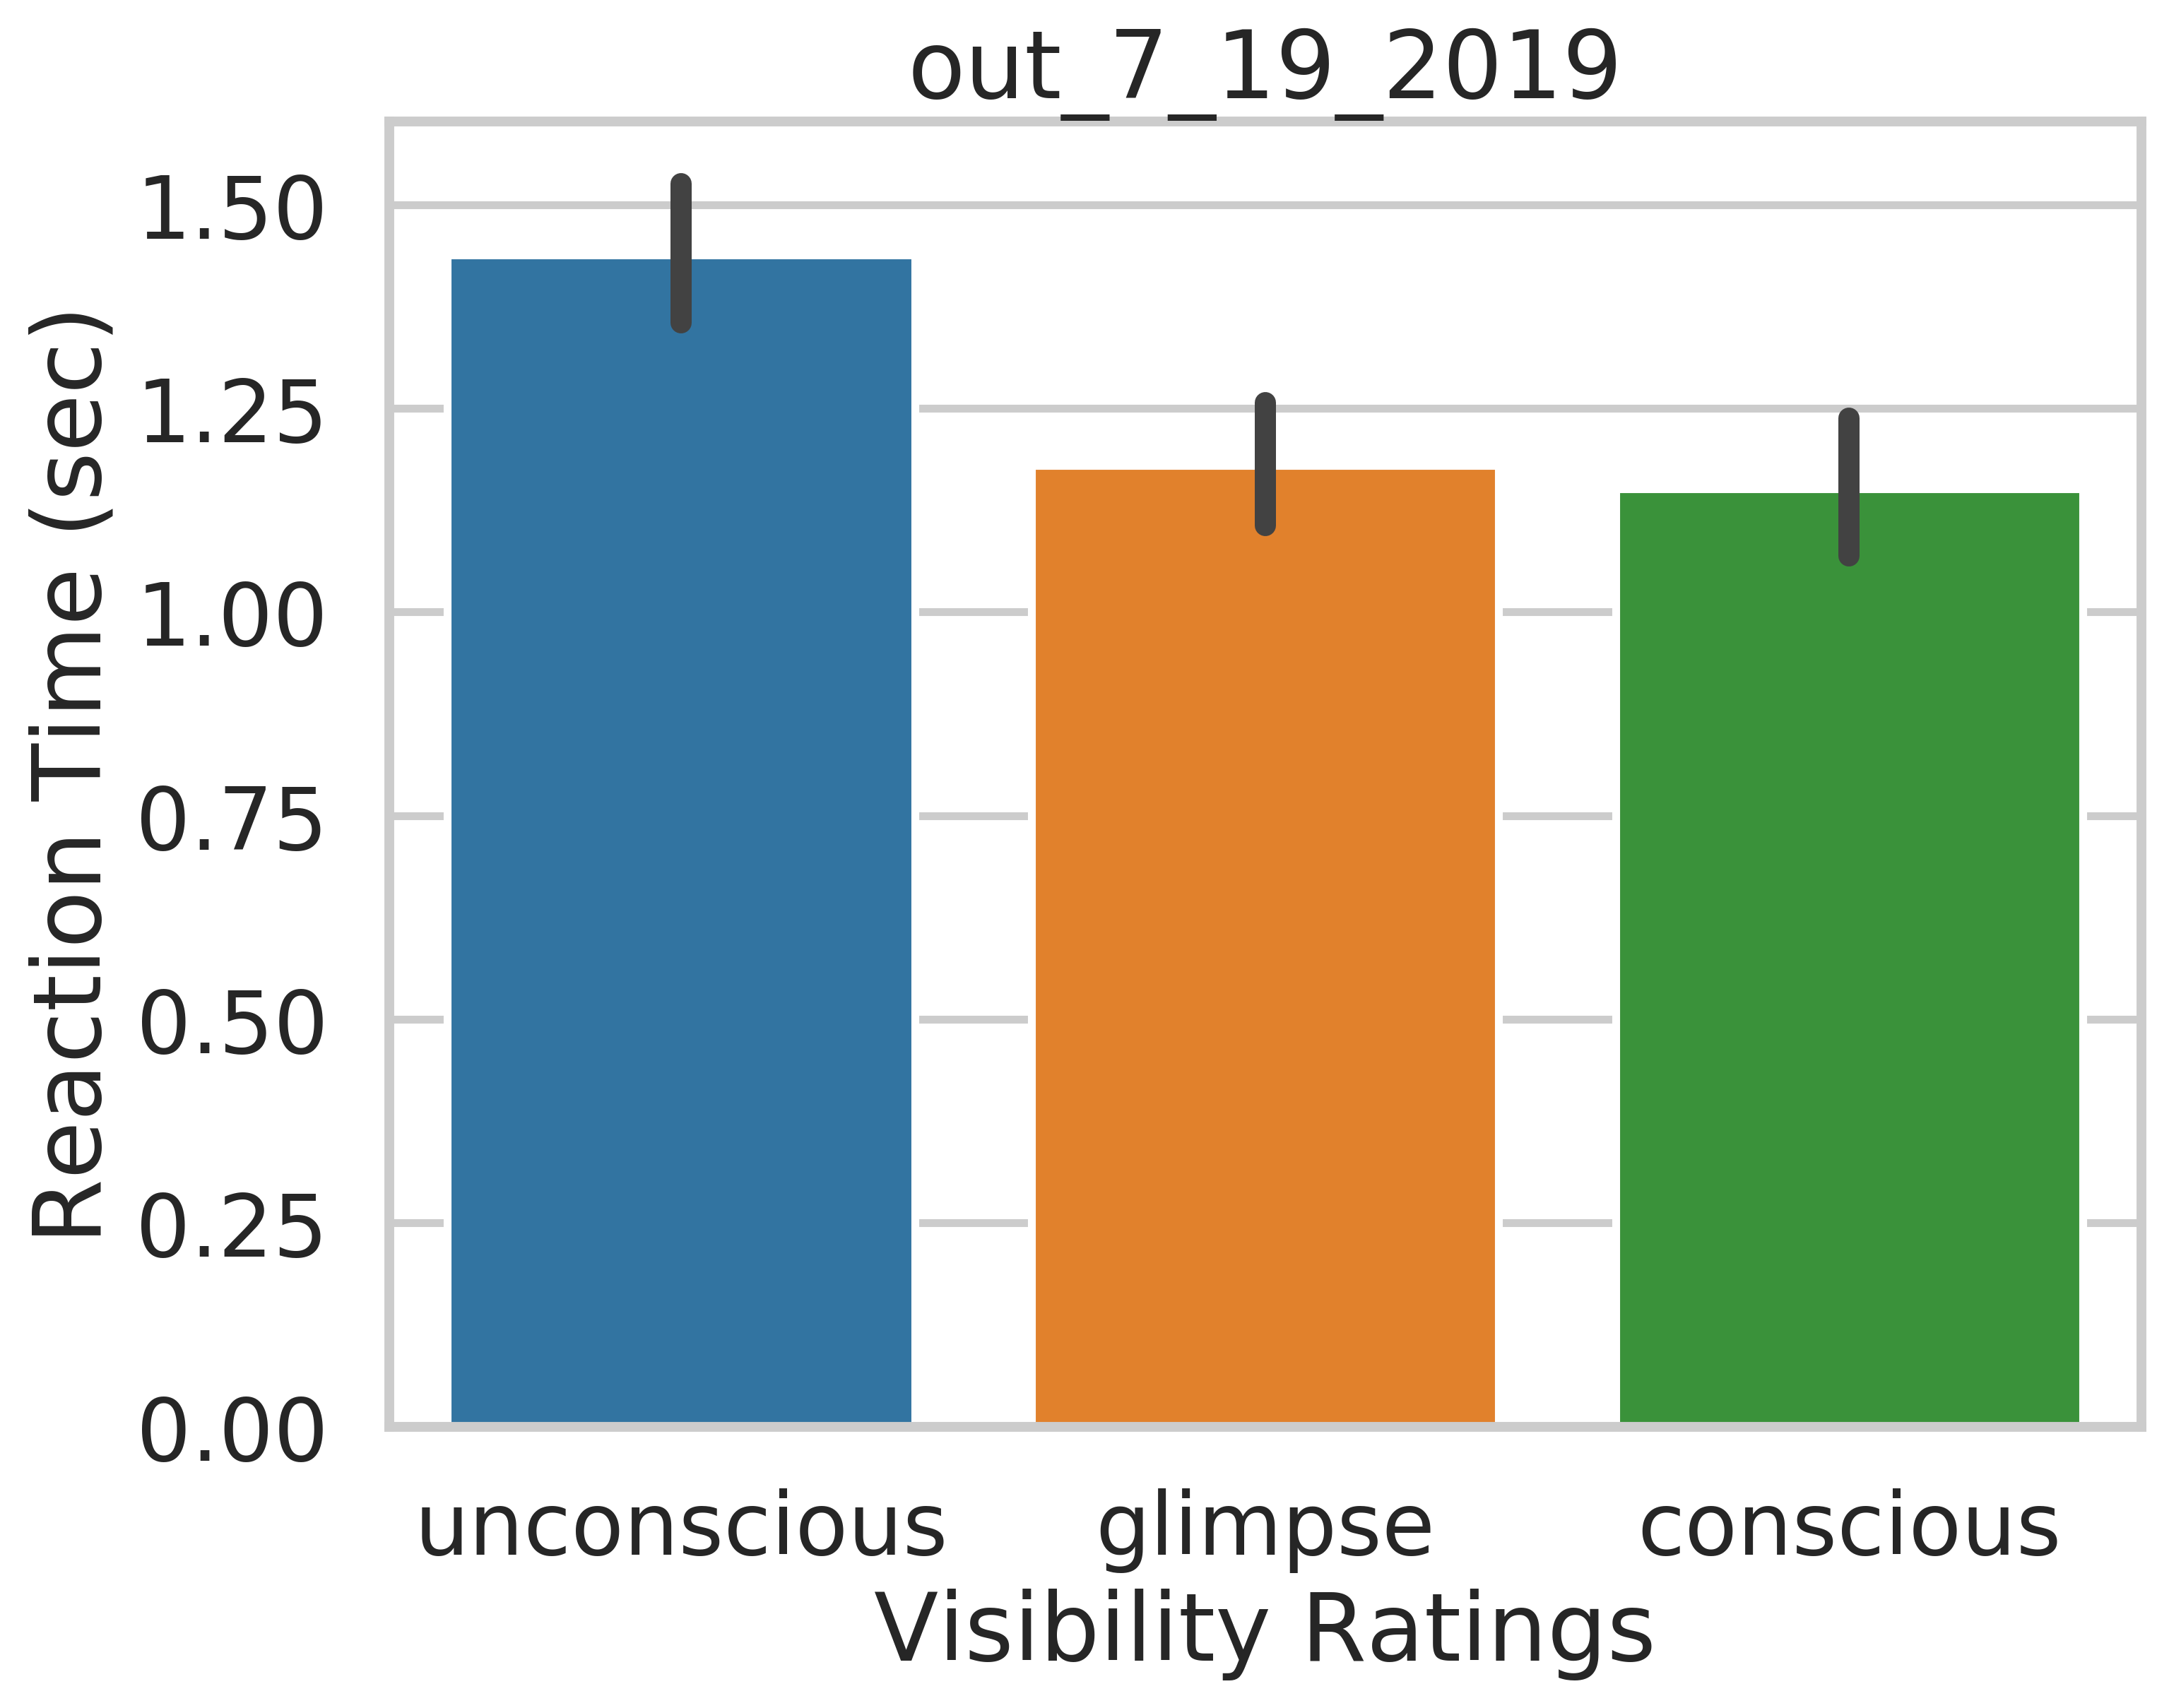 out_7_19_2019
1.50
1.25
1.00
0.75
0.50
0.25
0.00
Reaction Time (sec)
unconscious glimpse conscious
Visibility Ratings